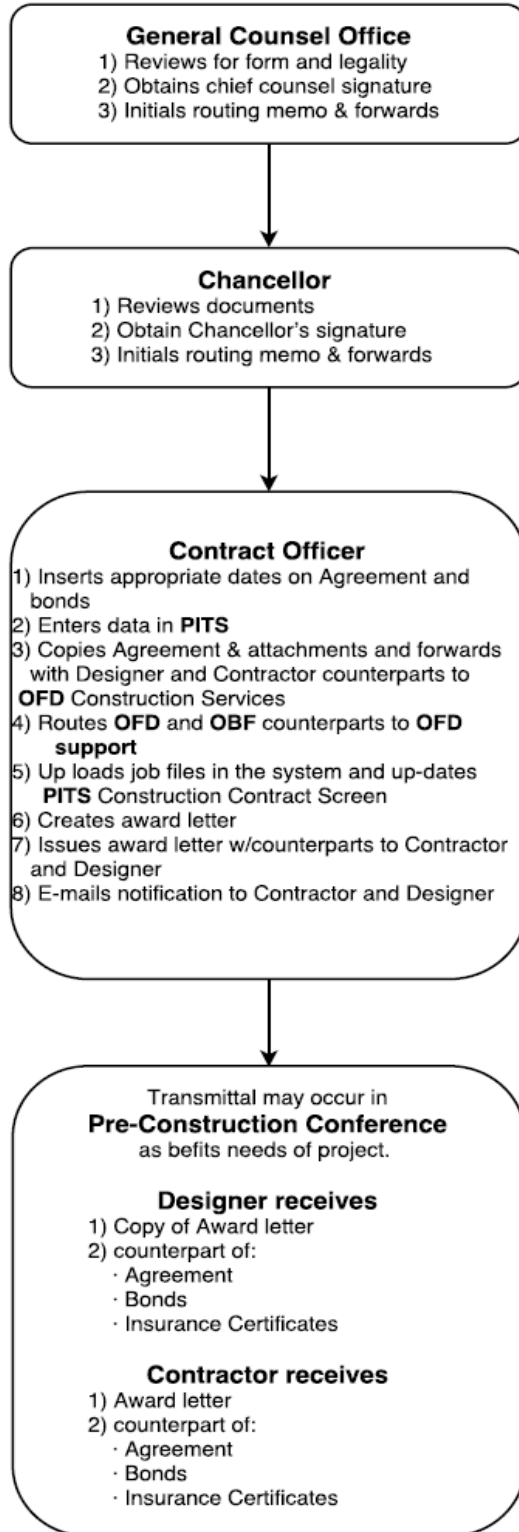 General Counsel Office
1) Reviews for form and legality
2) Obtains chief counsel signature
3) Initials routing memo & forwards
Chancellor
1) Reviews documents
2) Obtain Chancellor's signature
3) Initials routing memo & forwards
Contract Officer
1) Inserts appropriate dates on Agreement and
bonds
2) Enters data in PITS
3) Copies Agreement & attachments and forwards
with Designer and Contractor counterparts to
OFD Construction Services
4) Routes OFD and OBF counterparts to OFD
support
5) Up loads job files in the system and up-dates
PITS Construction Contract Screen
6) Creates award letter
7) Issues award letter w/counterparts to Contractor
and Designer
8) E-mails notification to Contractor and Designer
Transmittal may occur in
Pre-Construction Conference
as befits needs of project.
Designer receives
1) Copy of Award letter
2) counterpart of:
· Agreement
· Bonds
· Insurance Certificates
Contractor receives
1) Award letter
2) counterpart of:
· Agreement
· Bonds
· Insurance Certificates